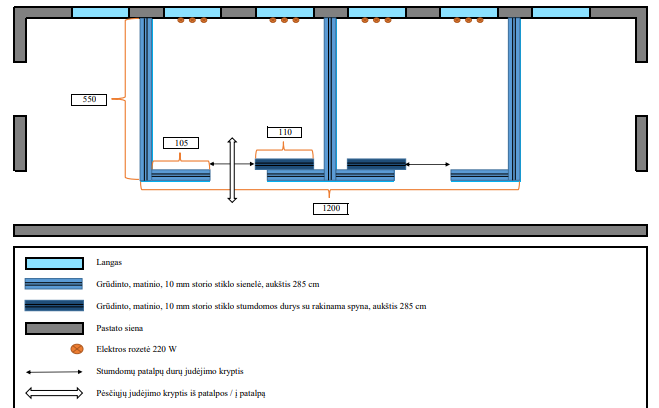 110
105
550
1200
Langas
Grūdinto, matinio, 10 mm storio stiklo sienelė, aukštis 285 cm
Grūdinto, matinio, 10 mm storio stiklo stumdomos durys su rakinama spyna, aukštis 285 cm
Pastato siena
Elektros rozetė 220 W
Stumdomų patalpų durų judėjimo kryptis
Pėsčiųjų judėjimo kryptis iš patalpos / į patalpą